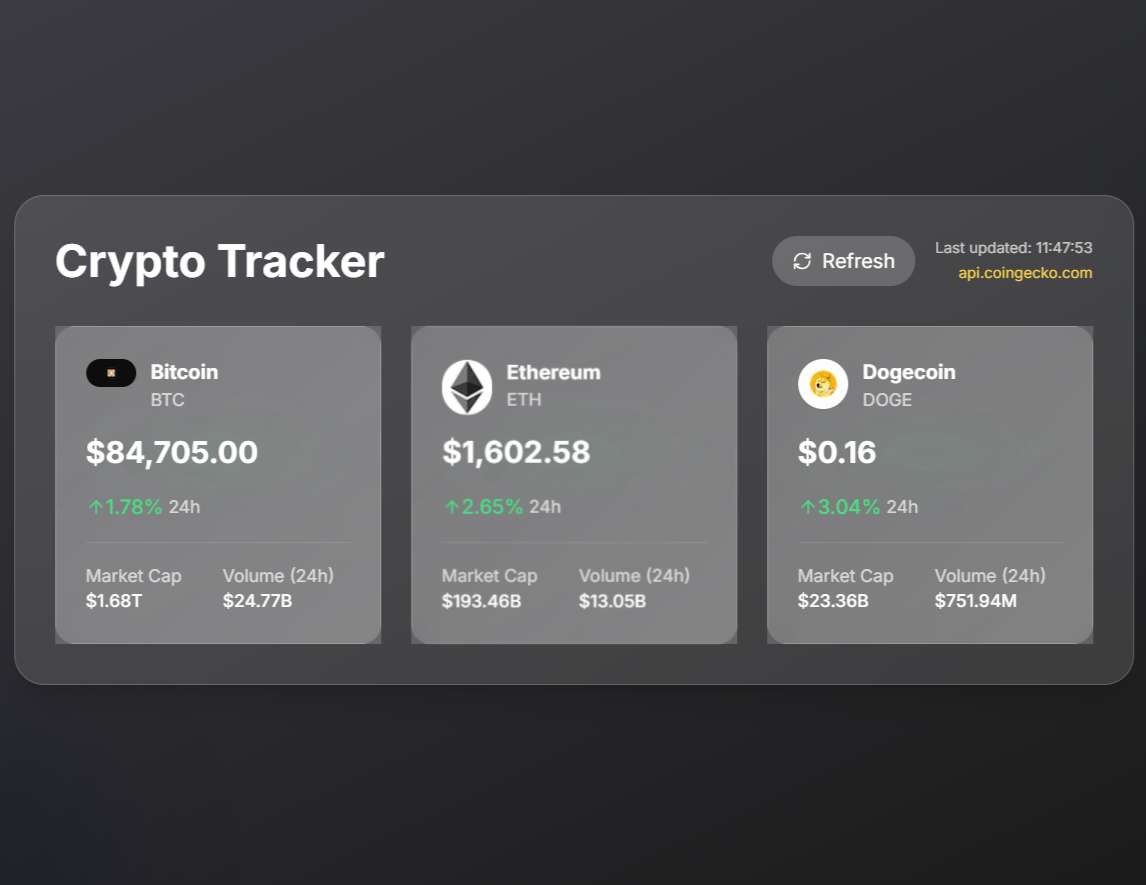 Crypto Tracker
Refresh
Last updated: 11:47:53
api.coingecko.com
Bitcoin
BTC
$84,705.00
↑1.78% 24h
Market Cap
$1.68T
Volume (24h)
$24.77B
Ethereum
ETH
$1,602.58
↑2.65% 24h
Market Cap
$193.46B
Volume (24h)
$13.05B
Dogecoin
DOGE
$0.16
↑3.04% 24h
Market Cap
$23.36B
Volume (24h)
$751.94M